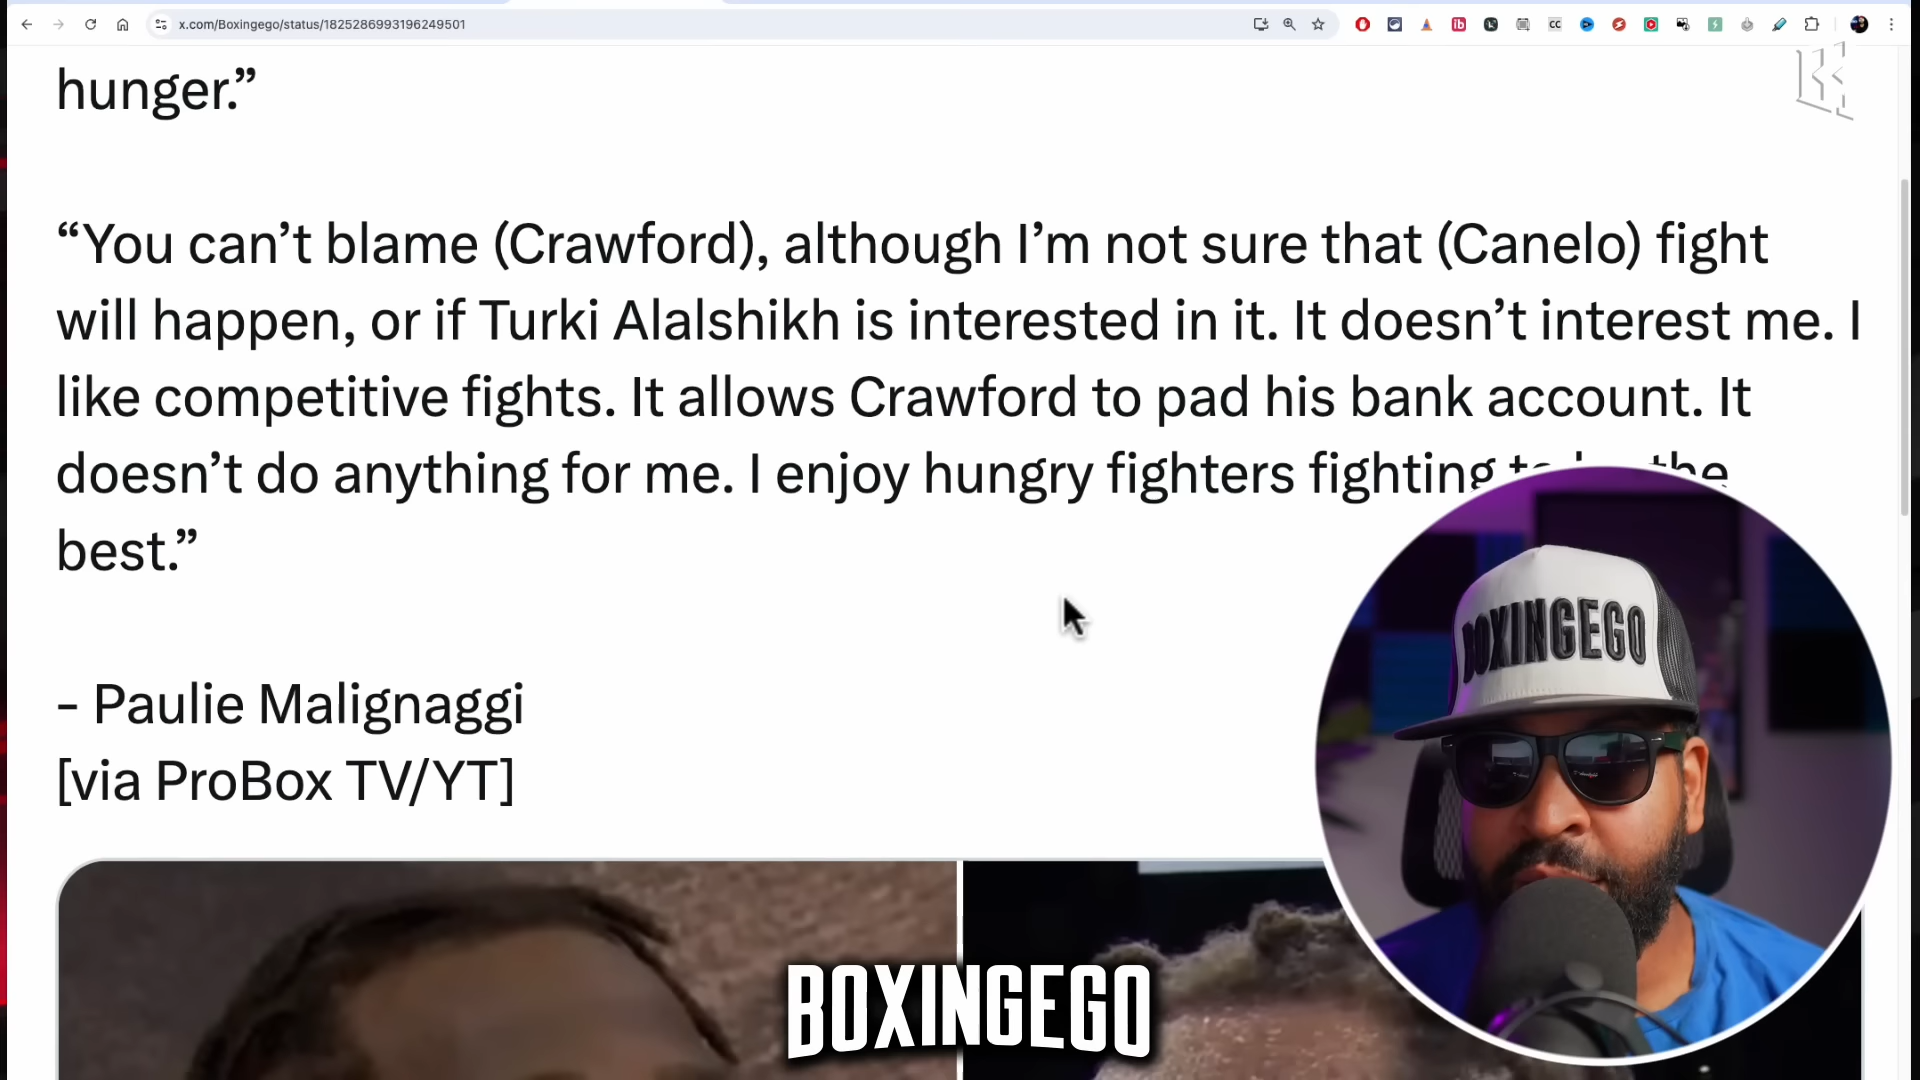 x.com/Boxingego/status/1825286993196249501
hunger.”
“You can’t blame (Crawford), although I’m not sure that (Canelo) fight
will happen, or if Turki Alalshikh is interested in it. It doesn’t interest me. I
like competitive fights. It allows Crawford to pad his bank account. It
doesn’t do anything for me. I enjoy hungry fighters fighting to be the
best.”
– Paulie Malignaggi
[via ProBox TV/YT]
BOXINGEGO
BOXINGEGO